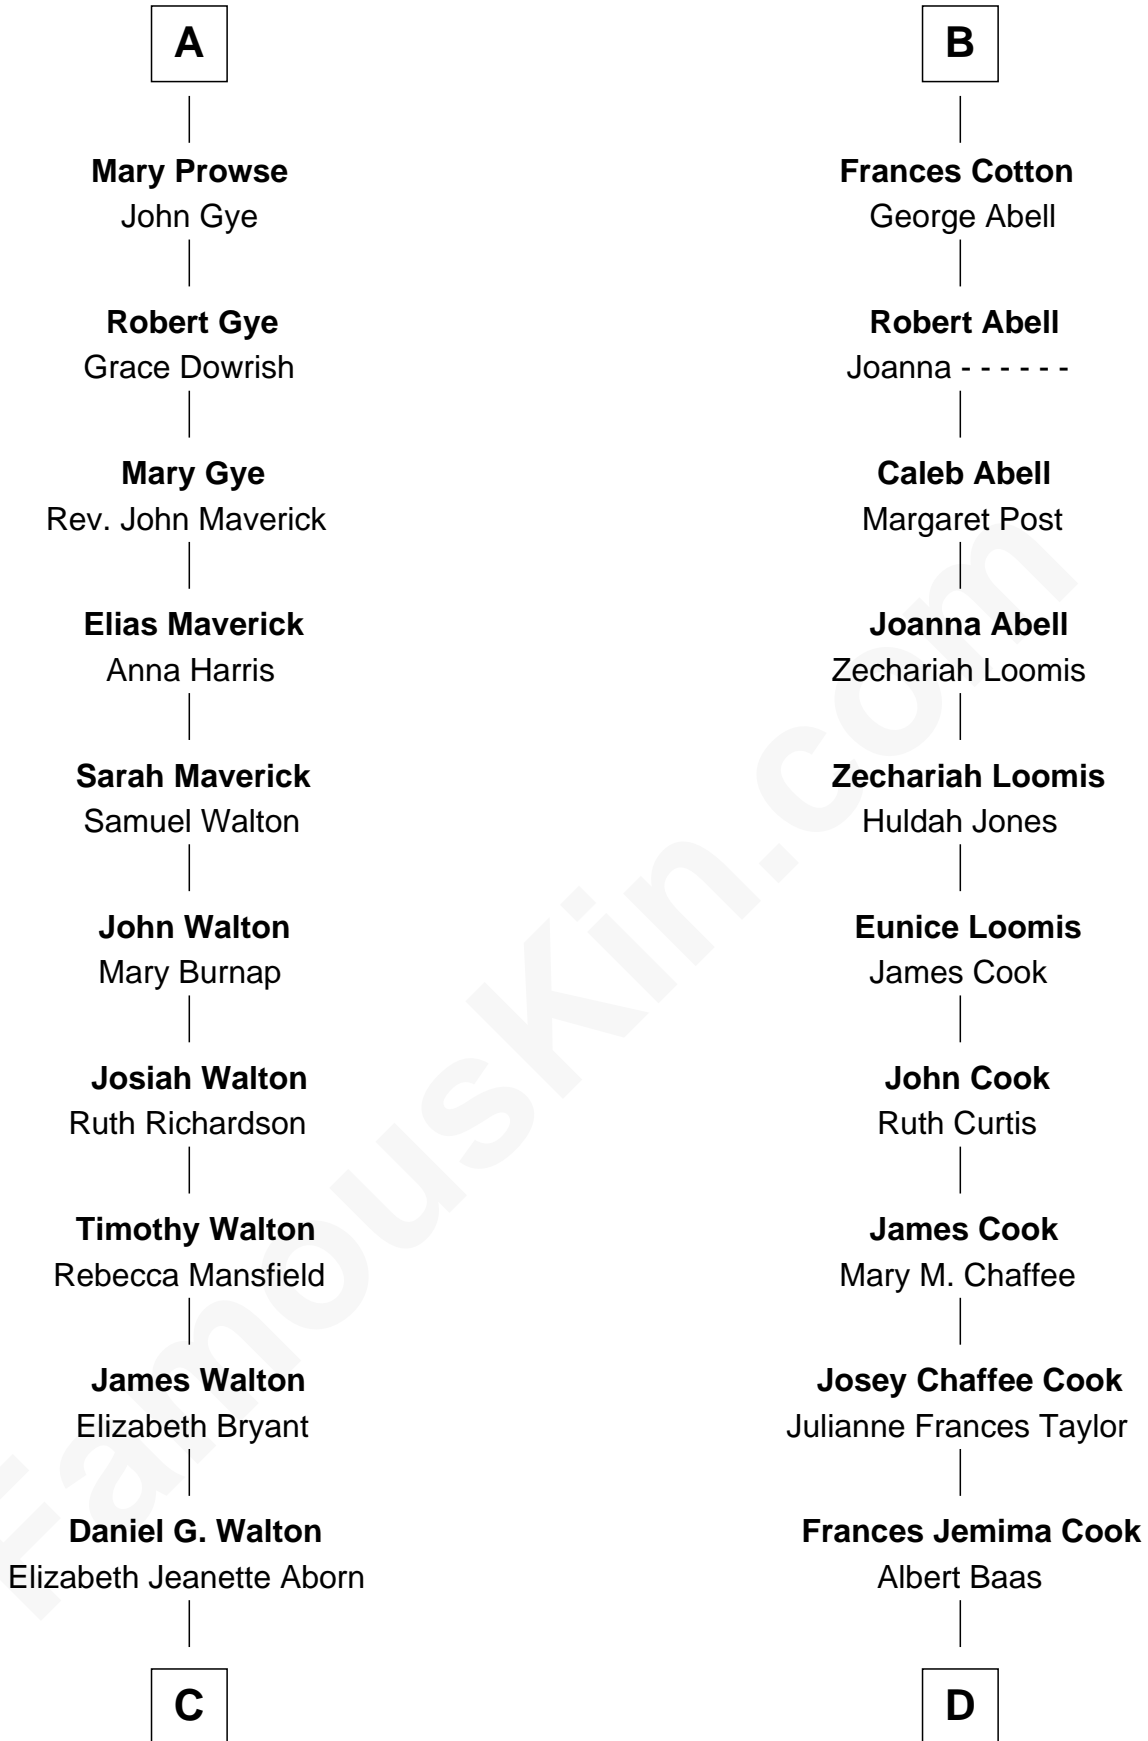 A
Mary Prowse
John Gye
Robert Gye
Grace Dowrish
Mary Gye
Rev. John Maverick
Elias Maverick
Anna Harris
Sarah Maverick
Samuel Walton
John Walton
Mary Burnap
Josiah Walton
Ruth Richardson
Timothy Walton
Rebecca Mansfield
James Walton
Elizabeth Bryant
Daniel G. Walton
Elizabeth Jeanette Aborn
C
B
Frances Cotton
George Abell
Robert Abell
Joanna - - - - - -
Caleb Abell
Margaret Post
Joanna Abell
Zechariah Loomis
Zechariah Loomis
Huldah Jones
Eunice Loomis
James Cook
John Cook
Ruth Curtis
James Cook
Mary M. Chaffee
Josey Chaffee Cook
Julianne Frances Taylor
Frances Jemima Cook
Albert Baas
D
FamousKin.com